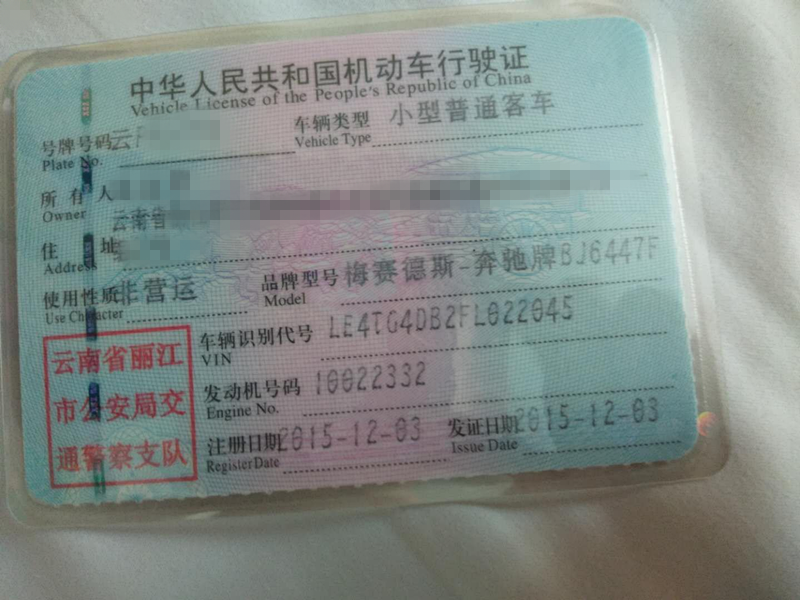 中华人民共和国机动车行驶证
Vehicle License of the People's Republic of China
号牌号码 云F
Plate No.
车辆类型 小型普通客车
Vehicle Type
所有人
Owner
住址 云南省
Address
使用性质 非营运
Use Character
品牌型号 梅赛德斯-奔驰牌BJ6447F
Model
车辆识别代号 LE4TG4DB2FL022045
VIN
发动机号码 10022332
Engine No.
注册日期 2015-12-03
Register Date
发证日期 2015-12-03
Issue Date
云南省丽江
市公安局交
通警察支队